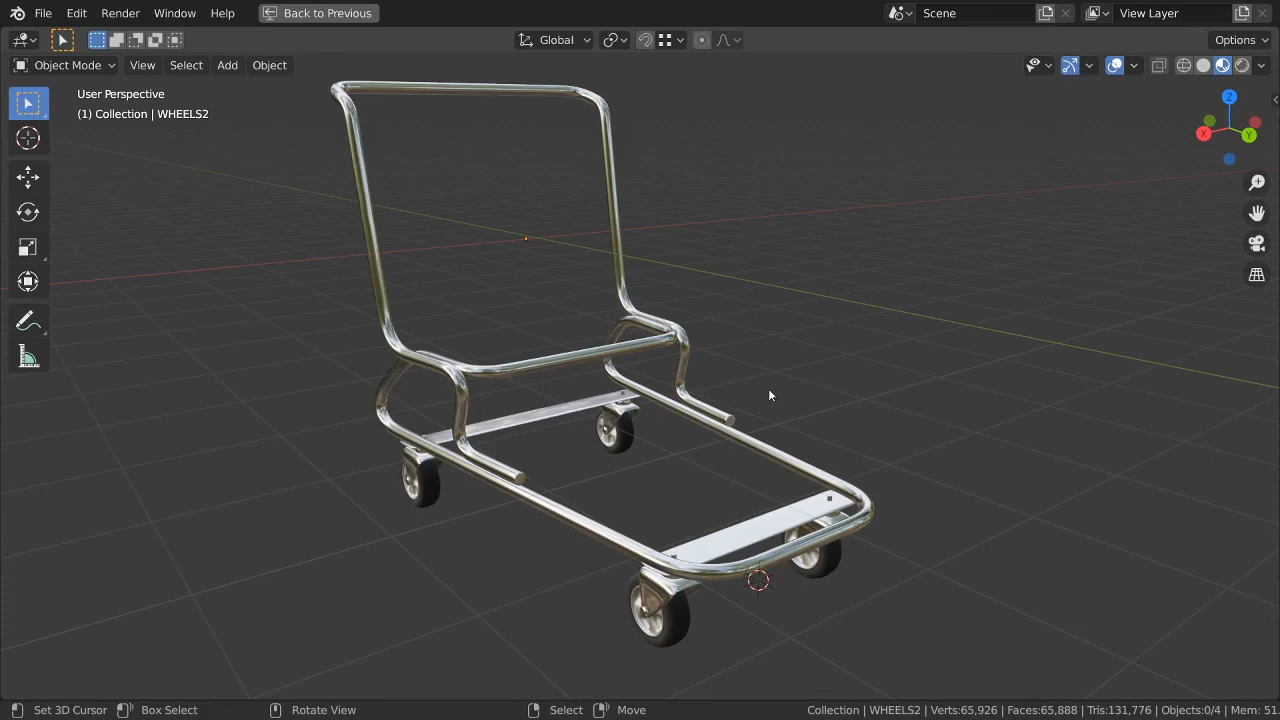 File Edit Render Window Help Back to Previous Scene View Layer
Global Options
Object Mode View Select Add Object
User Perspective
(1) Collection | WHEELS2
Z
X
Y
Set 3D Cursor Box Select Rotate View Select Move Collection | WHEELS2 | Verts:65,926 | Faces:65,888 | Tris:131,776 | Objects:0/4 | Mem: 51.